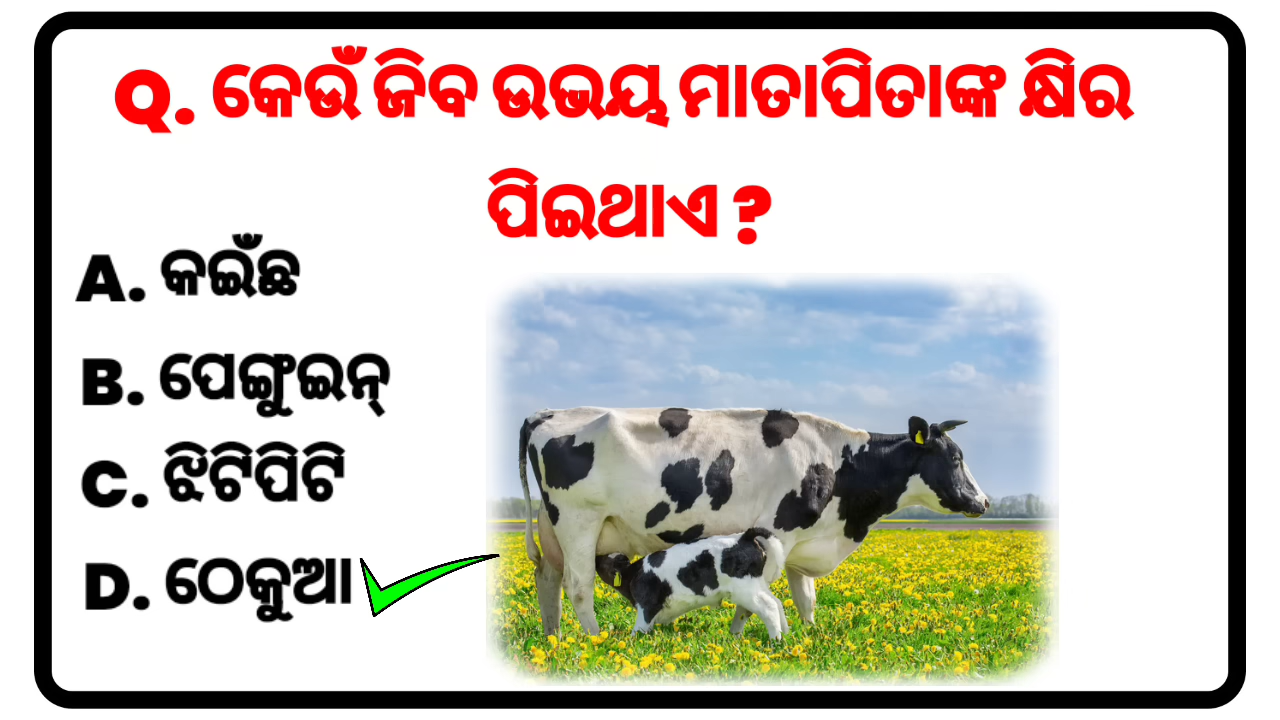 Q. କେଉଁ ଜିବ ଉଭୟ ମାତାପିତାଙ୍କ କ୍ଷିର
ପିଇଥାଏ ?
A. କଇଁଛ
B. ପେଙ୍ଗୁଇନ୍
C. ଝିଟିପିଟି
D. ଠେକୁଆ